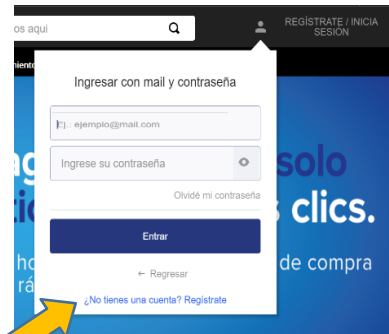 os aquí
REGÍSTRATE / INICIA
SESIÓN
miento
Ingresar con mail y contraseña
Ej.: ejemplo@mail.com
Ingrese su contraseña
Olvidé mi contraseña
Entrar
← Regresar
¿No tienes una cuenta? Regístrate
solo
clics.
de compra